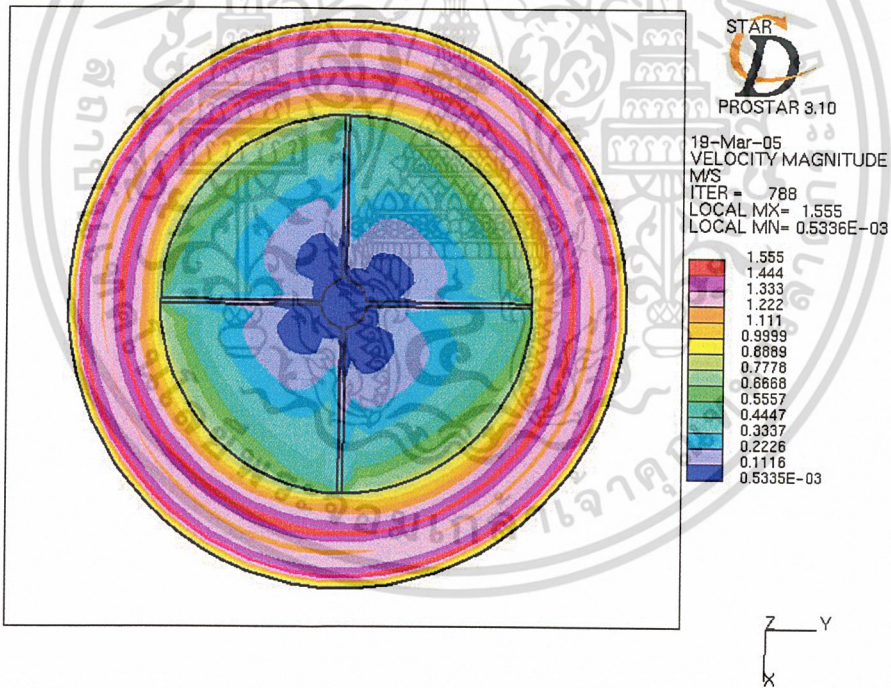 STAR
CD
PROSTAR 3.10
19-Mar-05
VELOCITY MAGNITUDE
M/S
ITER = 788
LOCAL MX= 1.555
LOCAL MN= 0.5336E-03
1.555
1.444
1.333
1.222
1.111
0.9999
0.8889
0.7778
0.6668
0.5557
0.4447
0.3337
0.2226
0.1116
0.5335E-03
Z Y
X